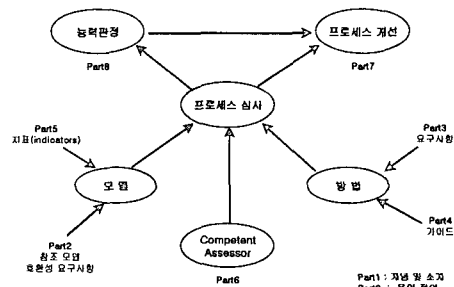 능력판정
프로세스 개선
Part8
Part7
프로세스 심사
Part5
지표(indicators)
Part3
요구사항
모 델
방 법
Part2
참조 모델
호환성 요구사항
Part4
가이드
Competent
Assessor
Part6
Part1 : 개념 및 소개